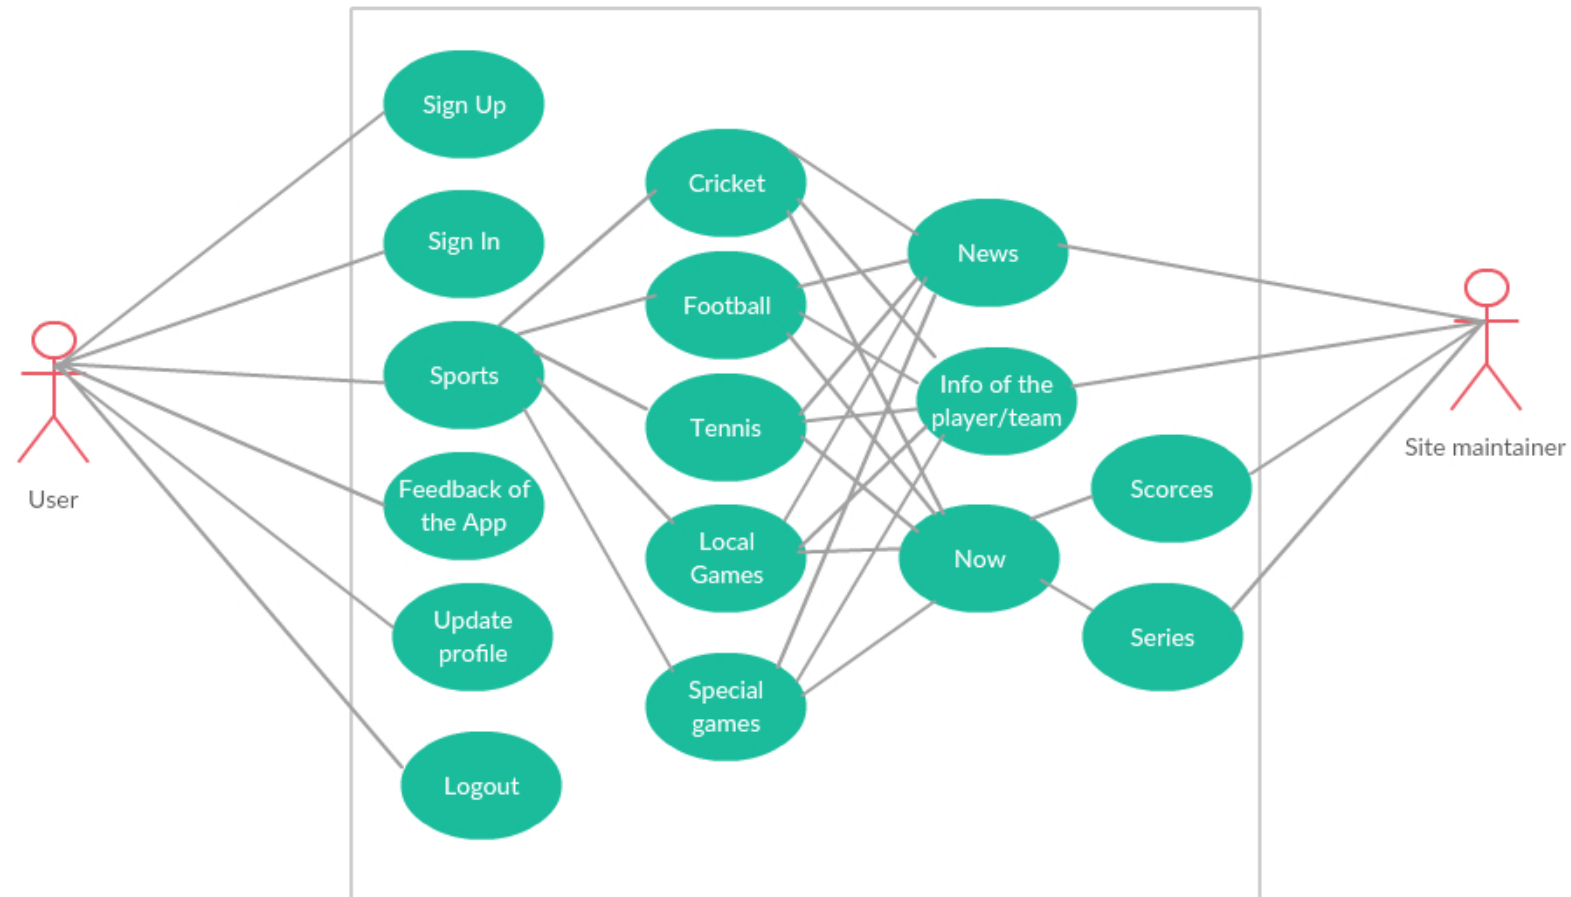 Sign Up
Sign In
Sports
Feedback of
the App
Update
profile
Logout
Cricket
Football
Tennis
Local
Games
Special
games
News
Info of the
player/team
Now
Scorces
Series
User
Site maintainer